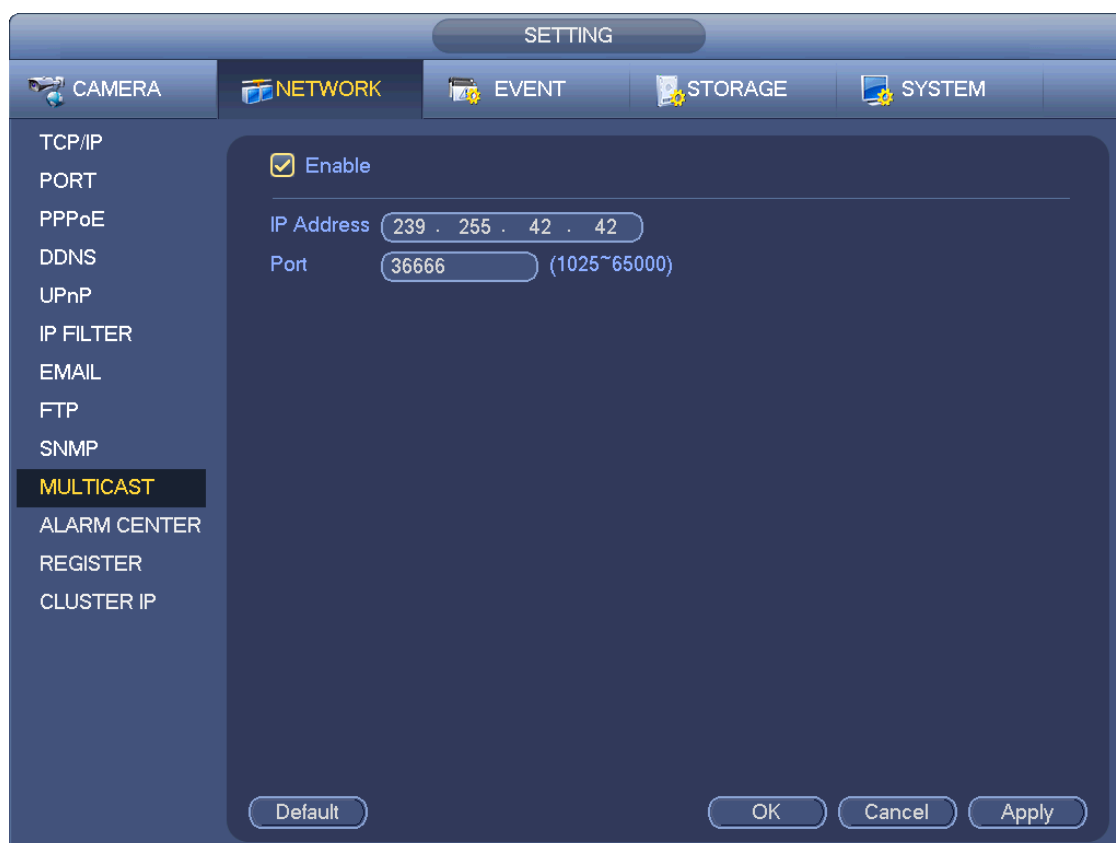 SETTING
CAMERA NETWORK EVENT STORAGE SYSTEM
TCP/IP
PORT
PPPoE
DDNS
UPnP
IP FILTER
EMAIL
FTP
SNMP
MULTICAST
ALARM CENTER
REGISTER
CLUSTER IP
Enable
IP Address 239 . 255 . 42 . 42
Port 36666 (1025~65000)
Default OK Cancel Apply